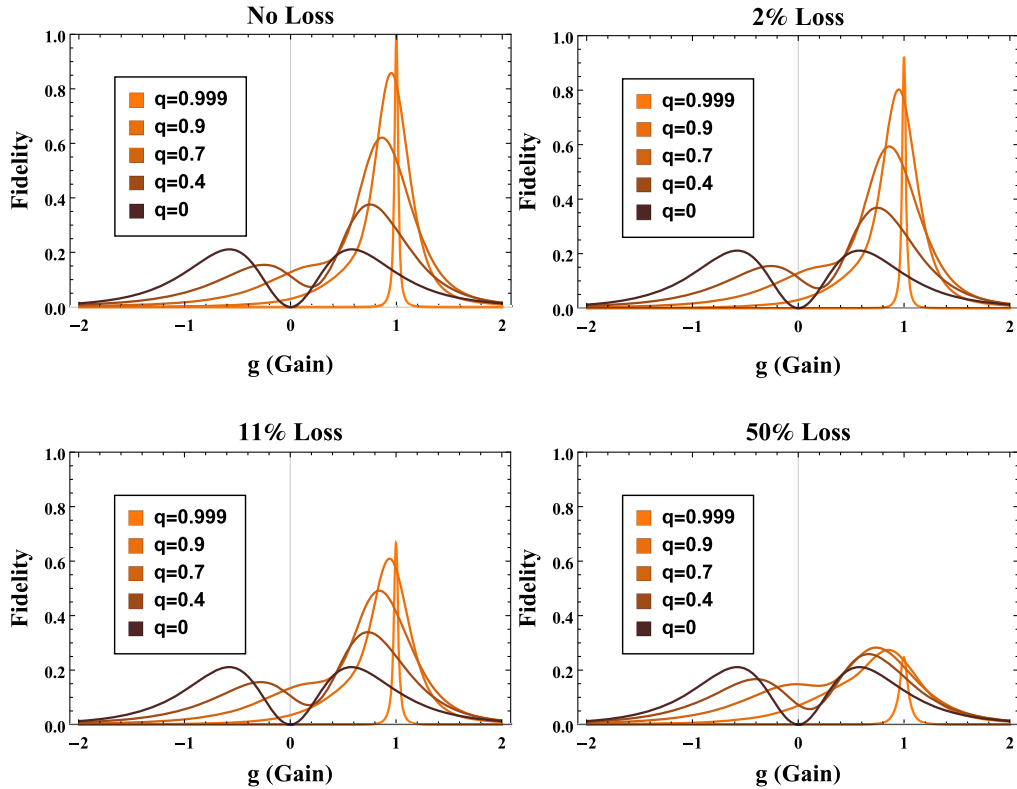 No Loss
1.0
0.8
0.6
0.4
0.2
0.0
Fidelity
q=0.999
q=0.9
q=0.7
q=0.4
q=0
−2 −1 0 1 2
g (Gain)
2% Loss
1.0
0.8
0.6
0.4
0.2
0.0
Fidelity
q=0.999
q=0.9
q=0.7
q=0.4
q=0
−2 −1 0 1 2
g (Gain)
11% Loss
1.0
0.8
0.6
0.4
0.2
0.0
Fidelity
q=0.999
q=0.9
q=0.7
q=0.4
q=0
−2 −1 0 1 2
g (Gain)
50% Loss
1.0
0.8
0.6
0.4
0.2
0.0
Fidelity
q=0.999
q=0.9
q=0.7
q=0.4
q=0
−2 −1 0 1 2
g (Gain)